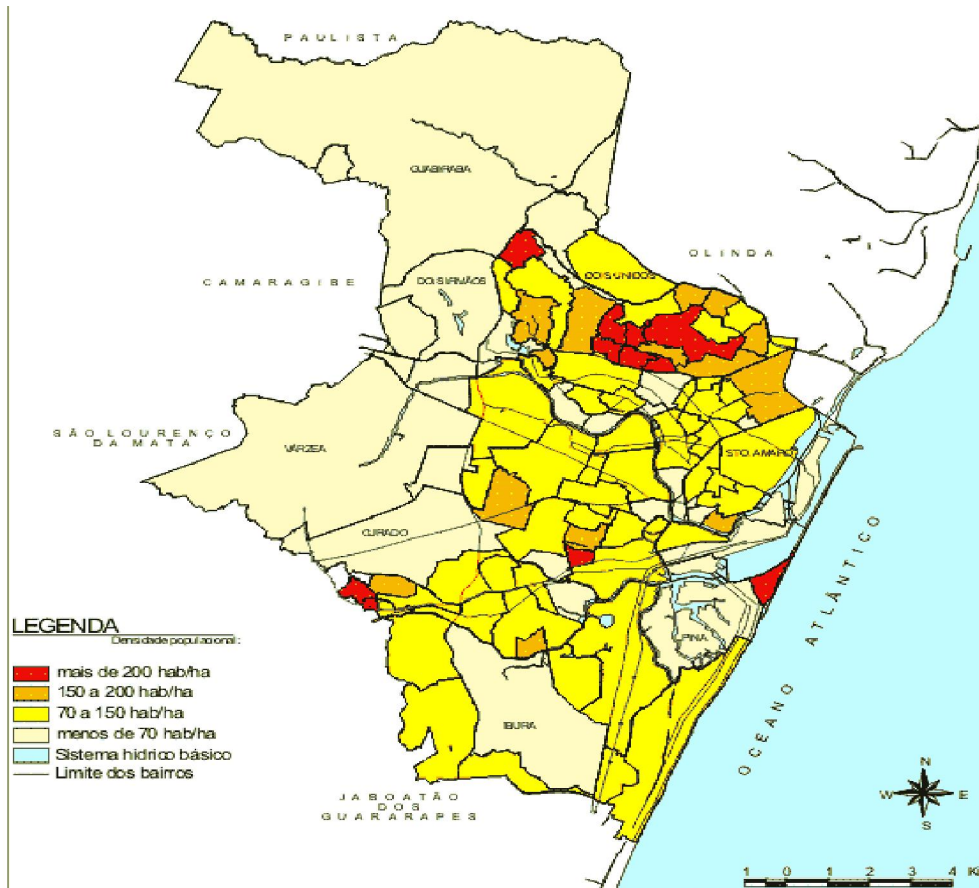 PAULISTA
GUABIRABA
OLINDA
CAMARAGIBE
DOIS IRMÃOS
DOIS UNIDOS
SÃO LOURENÇO
DA MATA
VÁRZEA
STO. AMARO
CURADO
OCEANO ATLÂNTICO
PINA
IBURA
JABOATÃO
DOS
GUARARAPES
LEGENDA
Densidade populacional:
mais de 200 hab/ha
150 a 200 hab/ha
70 a 150 hab/ha
menos de 70 hab/ha
Sistema hídrico básico
Limite dos bairros
N
W E
S
1 0 1 2 3 4